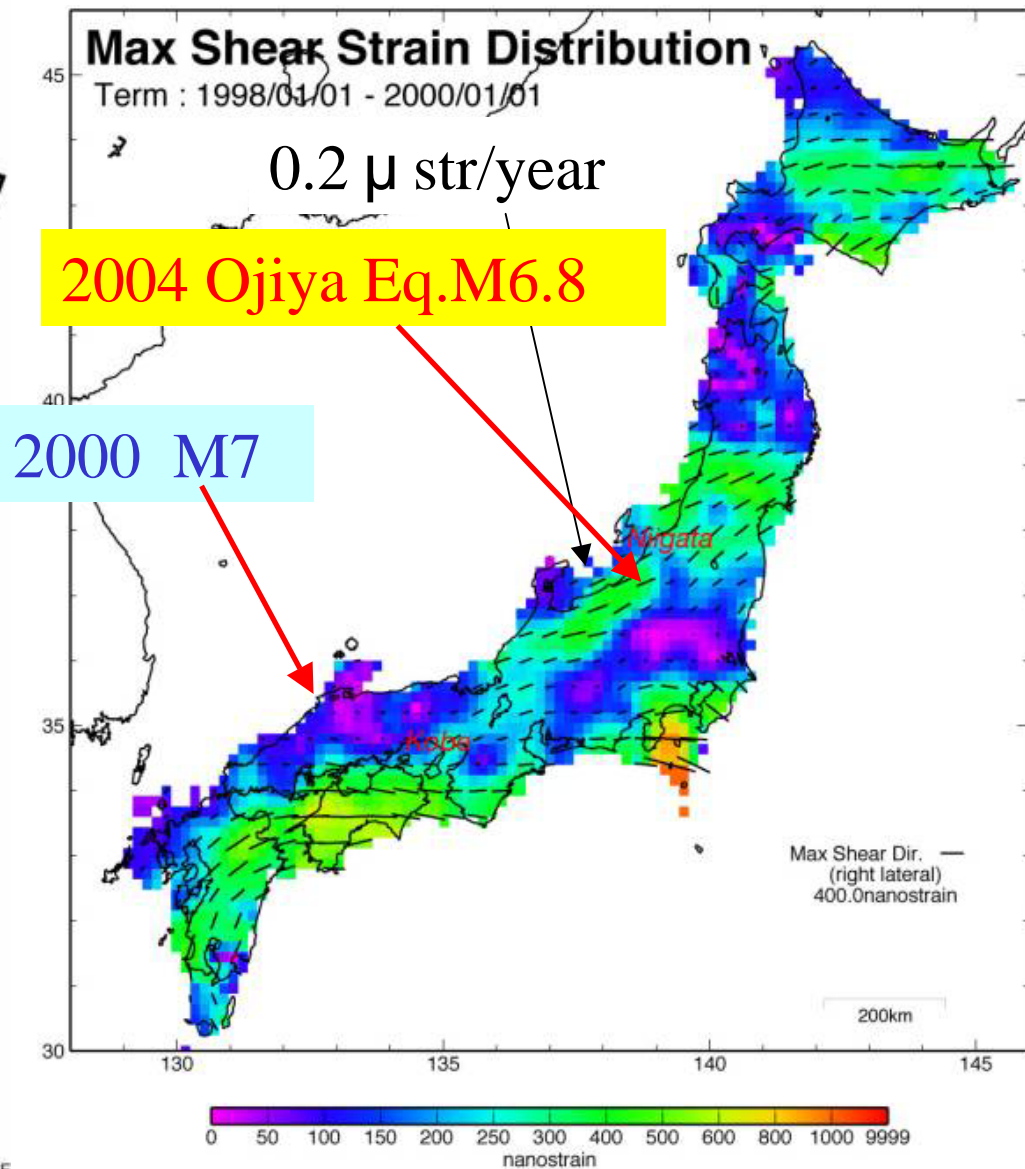 Max Shear Strain Distribution
Term : 1998/01/01 - 2000/01/01
45
0.2 μ str/year
2004 Ojiya Eq.M6.8
40
2000 M7
Niigata
35
Kobe
Max Shear Dir. —
(right lateral)
400.0nanostrain
200km
30
130 135 140 145
0 50 100 150 200 250 300 400 500 600 800 1000 9999
nanostrain